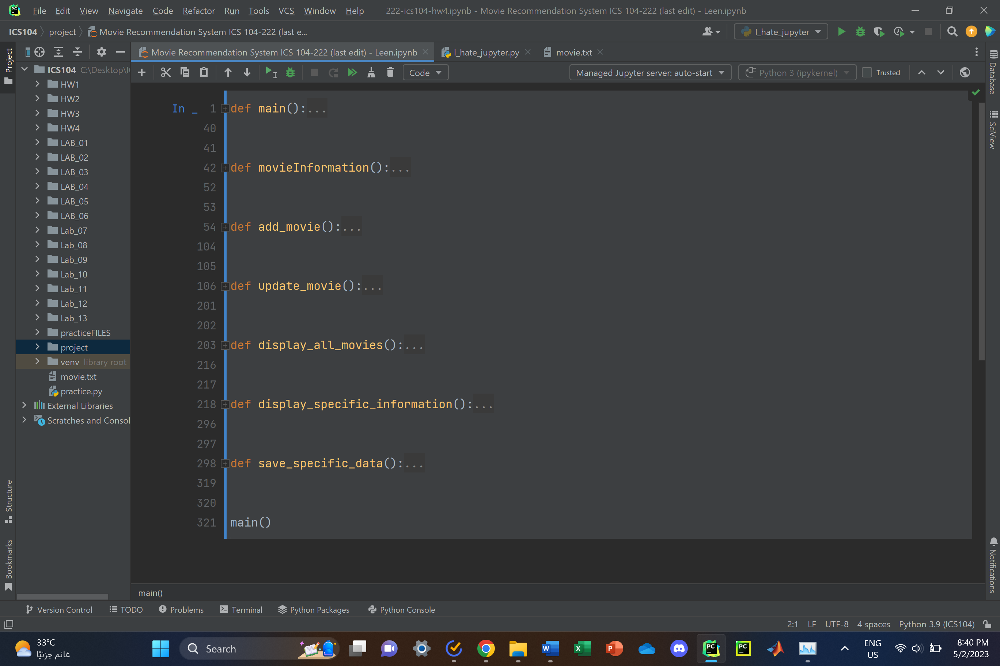 File Edit View Navigate Code Refactor Run Tools VCS Window Help 222-ics104-hw4.ipynb - Movie Recommendation System ICS 104-222 (last edit) - Leen.ipynb
ICS104 project Movie Recommendation System ICS 104-222 (last e... I_hate_jupyter
Project
Movie Recommendation System ICS 104-222 (last edit) - Leen.ipynb I_hate_jupyter.py movie.txt
Code Managed Jupyter server: auto-start Python 3 (ipykernel) Trusted
ICS104 C:\Desktop\I
HW1
HW2
HW3
HW4
LAB_01
LAB_02
LAB_03
LAB_04
LAB_05
LAB_06
Lab_07
Lab_08
Lab_09
Lab_10
Lab_11
Lab_12
Lab_13
practiceFILES
project
venv library root
movie.txt
practice.py
External Libraries
Scratches and Consol
In _ 1 def main():...
40
41
42 def movieInformation():...
52
53
54 def add_movie():...
104
105
106 def update_movie():...
201
202
203 def display_all_movies():...
216
217
218 def display_specific_information():...
296
297
298 def save_specific_data():...
319
320
321 main()
Database
SciView
Notifications
Structure
Bookmarks
main()
Version Control TODO Problems Terminal Python Packages Python Console
2:1 LF UTF-8 4 spaces Python 3.9 (ICS104)
33°C
غائم جزئيًا
Search
ENG
US
8:40 PM
5/2/2023